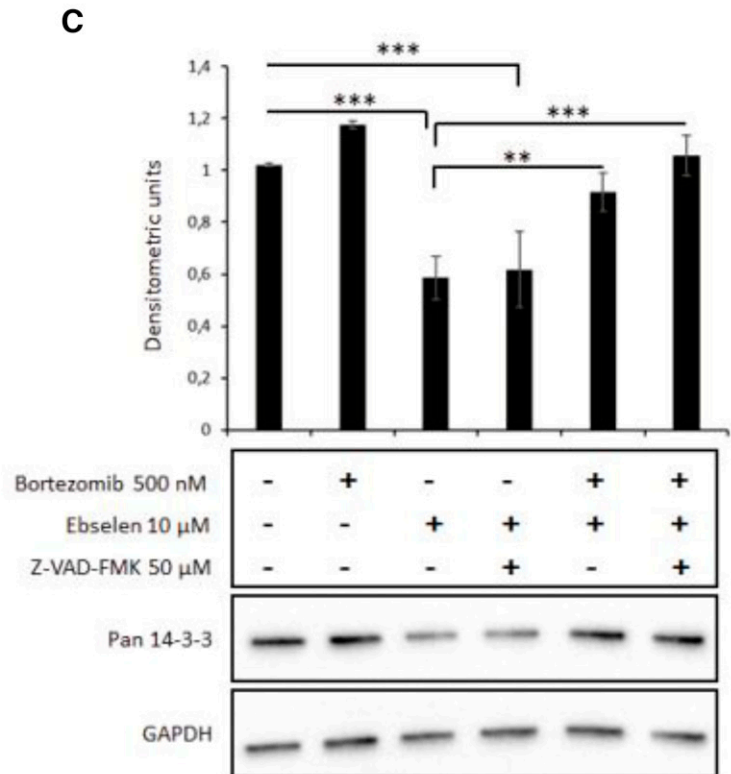 C
***
1,4
***
1,2
***
**
1
0,8
0,6
0,4
0,2
0
Densitometric units
Bortezomib 500 nM - + - - + +
Ebselen 10 µM - - + + + +
Z-VAD-FMK 50 µM - - - + - +
Pan 14-3-3
GAPDH